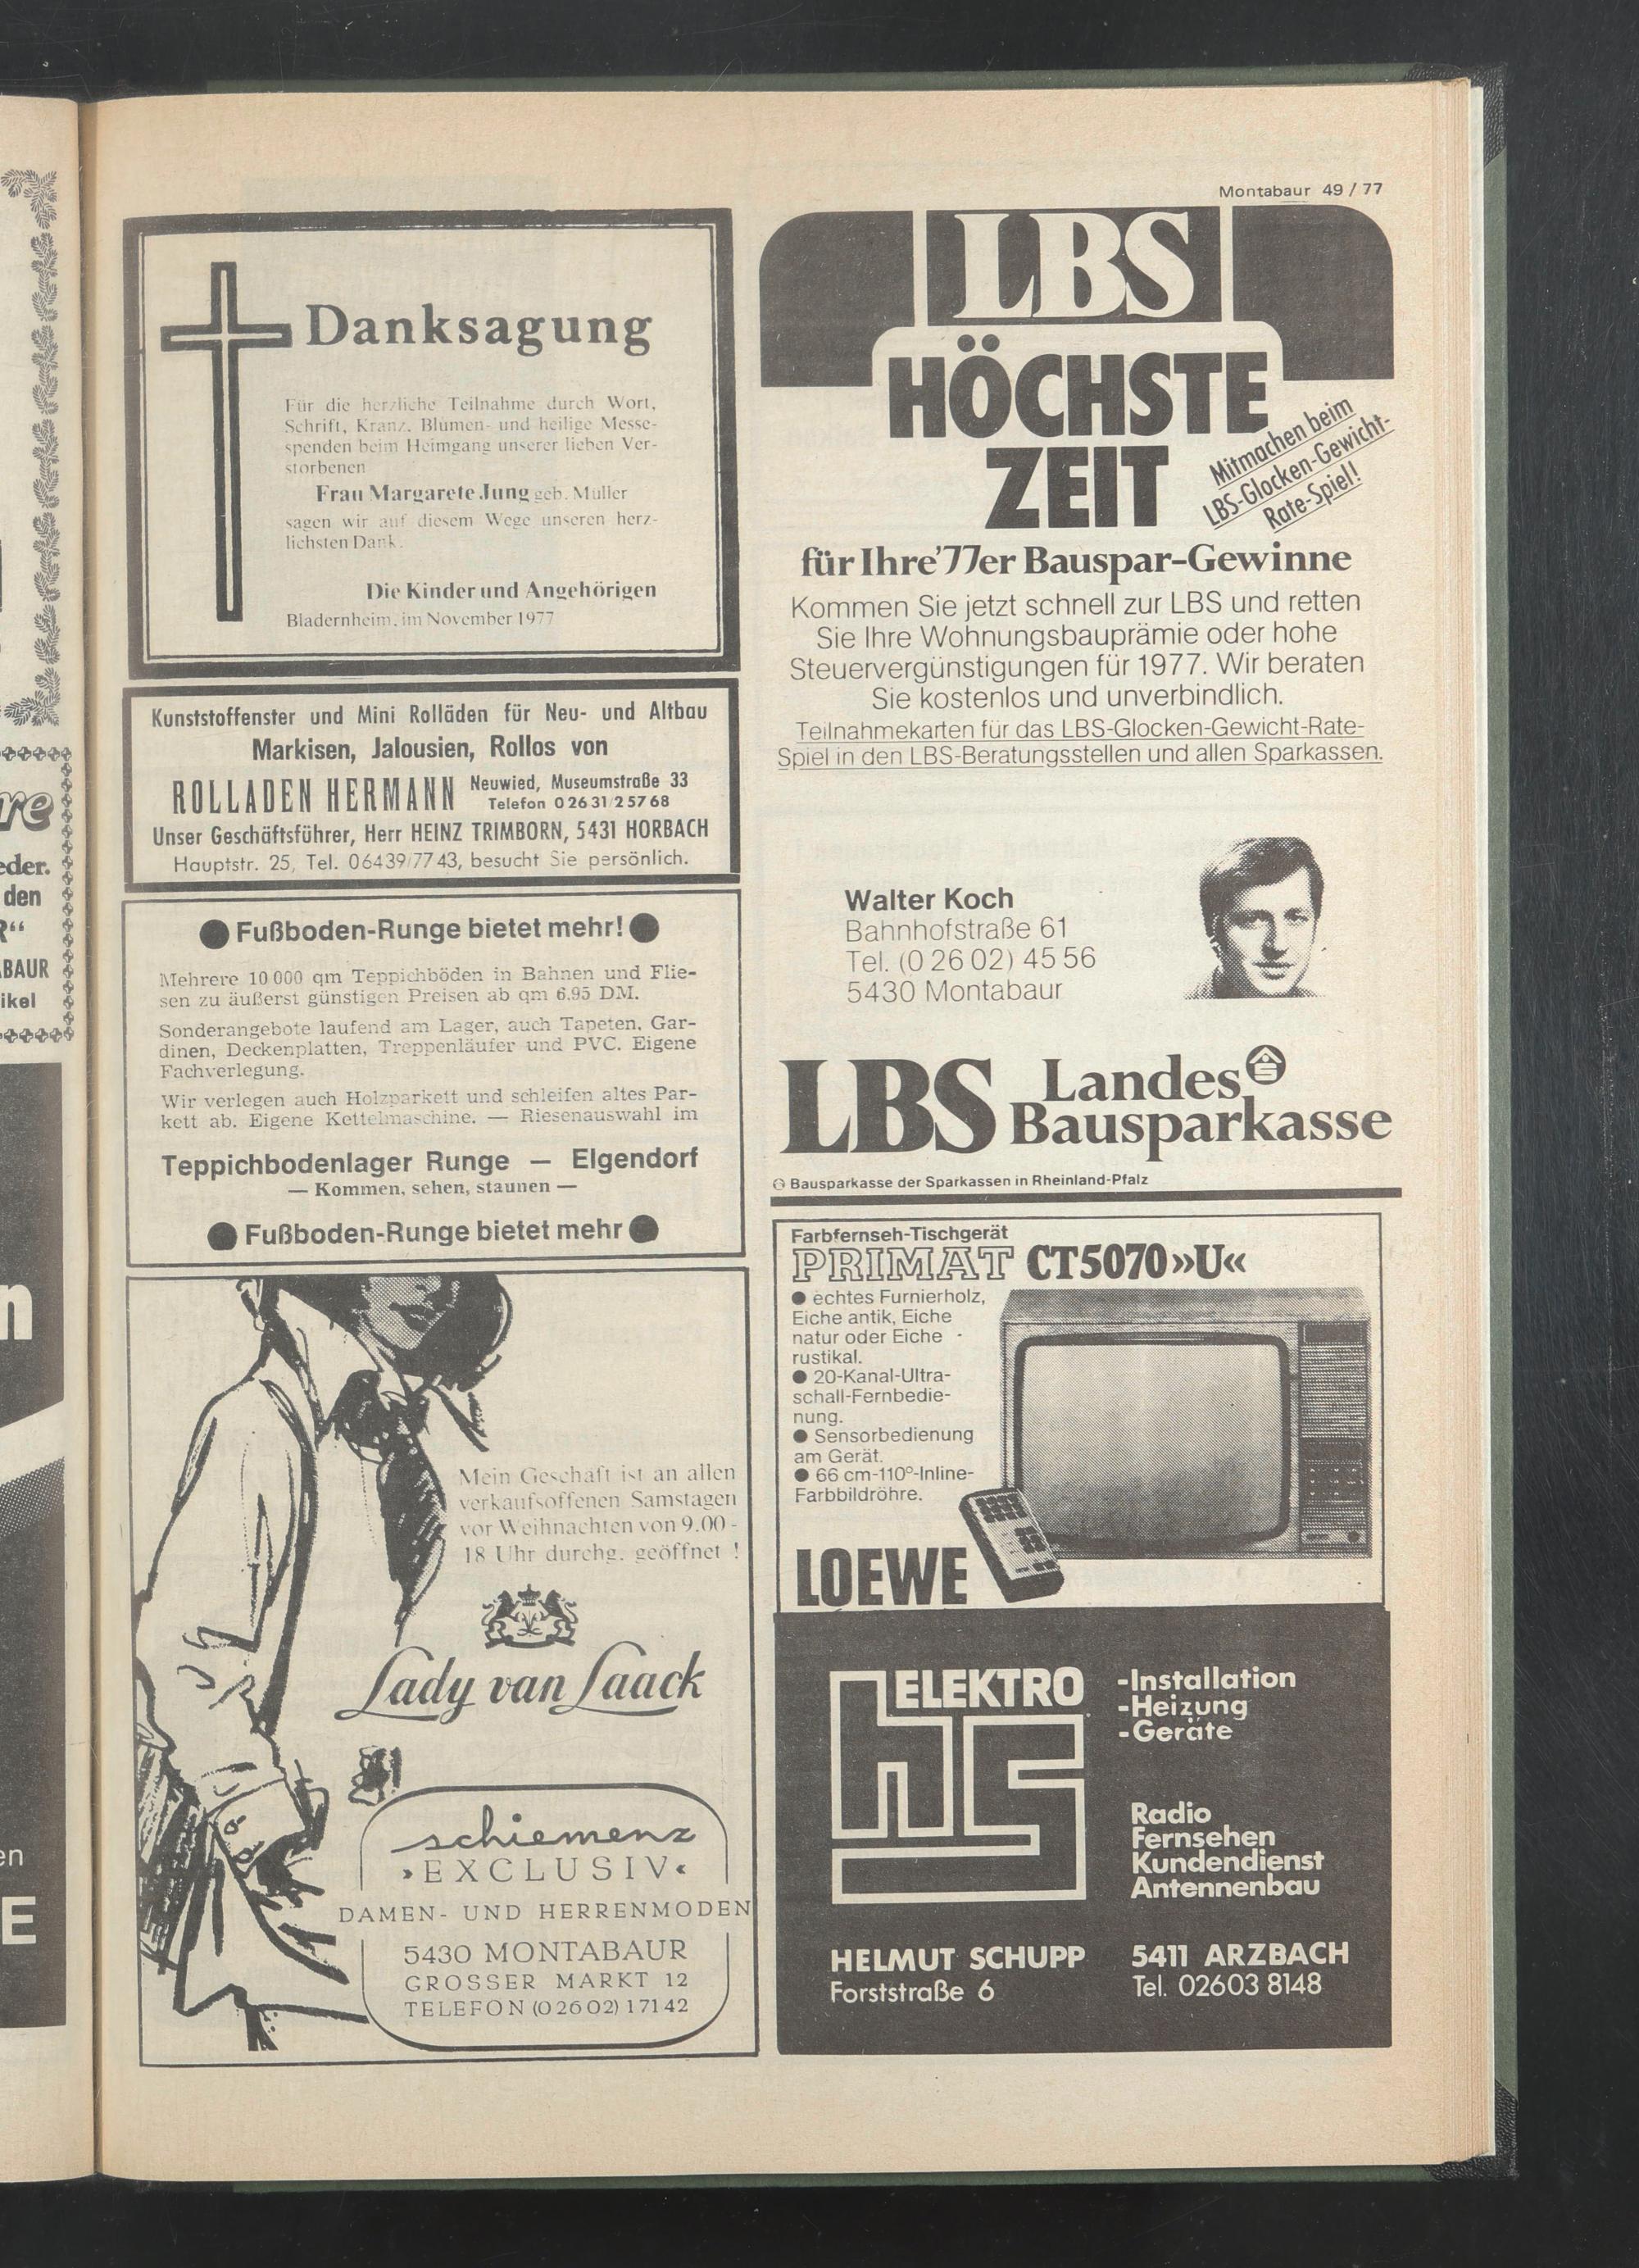 Montabaur 49 / 77
Danksagung
Für die herzliche Teilnahme durch Wort,
Schrift, Kranz, Blumen- und heilige Messe-
spenden beim Heimgang unserer lieben Ver-
storbenen
Frau Margarete Jung geb. Müller
sagen wir auf diesem Wege unseren herz-
lichsten Dank.
Die Kinder und Angehörigen
Bladernheim, im November 1977
Kunststoffenster und Mini Rolläden für Neu- und Altbau
Markisen, Jalousien, Rollos von
ROLLADEN HERMANN
Neuwied, Museumstraße 33
Telefon 0 26 31/2 57 68
Unser Geschäftsführer, Herr HEINZ TRIMBORN, 5431 HORBACH
Hauptstr. 25, Tel. 06439/7743, besucht Sie persönlich.
● Fußboden-Runge bietet mehr! ●
Mehrere 10 000 qm Teppichböden in Bahnen und Flie-
sen zu äußerst günstigen Preisen ab qm 6.95 DM.
Sonderangebote laufend am Lager, auch Tapeten, Gar-
dinen, Deckenplatten, Treppenläufer und PVC. Eigene
Fachverlegung.
Wir verlegen auch Holzparkett und schleifen altes Par-
kett ab. Eigene Kettelmaschine. — Riesenauswahl im
Teppichbodenlager Runge — Elgendorf
— Kommen, sehen, staunen —
● Fußboden-Runge bietet mehr ●
Mein Geschäft ist an allen
verkaufsoffenen Samstagen
vor Weihnachten von 9.00 -
18 Uhr durchg. geöffnet !
Lady van Laack
schiemenz
›EXCLUSIV‹
DAMEN- UND HERRENMODEN
5430 MONTABAUR
GROSSER MARKT 12
TELEFON (0 26 02) 1 71 42
LBS
HÖCHSTE
ZEIT
Mitmachen beim
LBS-Glocken-Gewicht-
Rate-Spiel!
für Ihre '77er Bauspar-Gewinne
Kommen Sie jetzt schnell zur LBS und retten
Sie Ihre Wohnungsbauprämie oder hohe
Steuervergünstigungen für 1977. Wir beraten
Sie kostenlos und unverbindlich.
Teilnahmekarten für das LBS-Glocken-Gewicht-Rate-
Spiel in den LBS-Beratungsstellen und allen Sparkassen.
Walter Koch
Bahnhofstraße 61
Tel. (0 26 02) 45 56
5430 Montabaur
LBS Landes
Bausparkasse
Bausparkasse der Sparkassen in Rheinland-Pfalz
Farbfernseh-Tischgerät
PRIMAT CT5070 »U«
● echtes Furnierholz,
Eiche antik, Eiche
natur oder Eiche
rustikal.
● 20-Kanal-Ultra-
schall-Fernbedie-
nung.
● Sensorbedienung
am Gerät.
● 66 cm-110°-Inline-
Farbbildröhre.
LOEWE
ELEKTRO
hs
-Installation
-Heizung
-Geräte
Radio
Fernsehen
Kundendienst
Antennenbau
HELMUT SCHUPP
Forststraße 6
5411 ARZBACH
Tel. 02603 8148
re
eder.
den
R“
BAUR
ikel
n
en
E